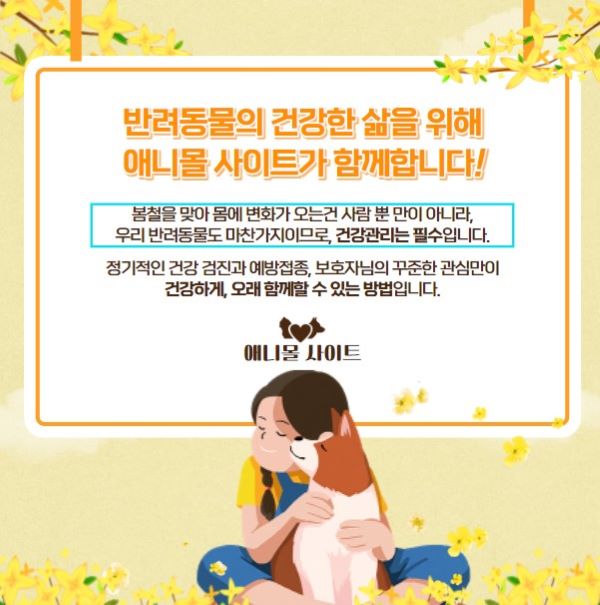 반려동물의 건강한 삶을 위해
애니몰 사이트가 함께합니다!
봄철을 맞아 몸에 변화가 오는건 사람 뿐 만이 아니라,
우리 반려동물도 마찬가지이므로, 건강관리는 필수입니다.
정기적인 건강 검진과 예방접종, 보호자님의 꾸준한 관심만이
건강하게, 오래 함께할 수 있는 방법입니다.
애니몰 사이트